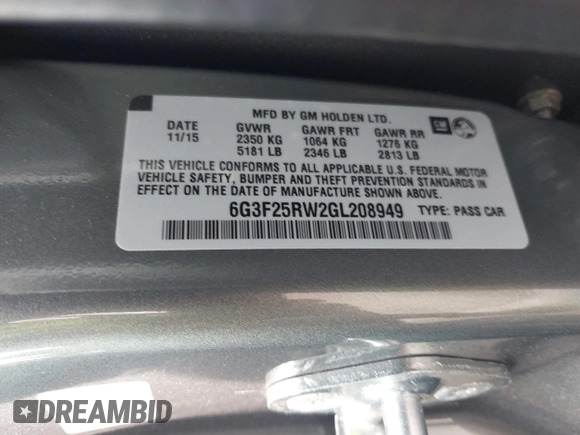 MFD BY GM HOLDEN LTD.
DATE GVWR GAWR FRT GAWR RR GM
11/15 2350 KG 1064 KG 1276 KG
5181 LB 2346 LB 2813 LB
THIS VEHICLE CONFORMS TO ALL APPLICABLE U.S. FEDERAL MOTOR
VEHICLE SAFETY, BUMPER AND THEFT PREVENTION STANDARDS IN
EFFECT ON THE DATE OF MANUFACTURE SHOWN ABOVE.
6G3F25RW2GL208949 TYPE: PASS CAR
DREAMBID